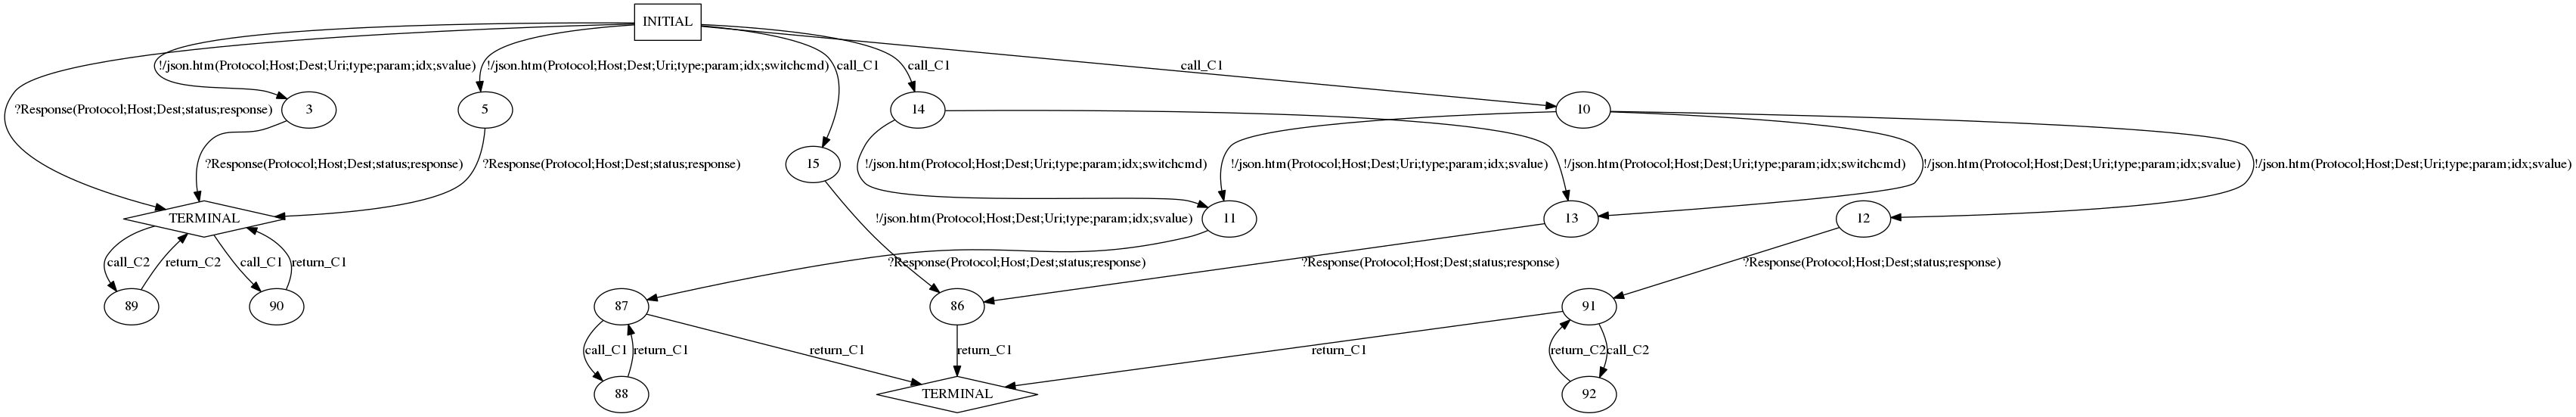 INITIAL
!/json.htm(Protocol;Host;Dest;Uri;type;param;idx;svalue)
!/json.htm(Protocol;Host;Dest;Uri;type;param;idx;switchcmd)
call_C1
call_C1
call_C1
?Response(Protocol;Host;Dest;status;response)
3
5
14
10
?Response(Protocol;Host;Dest;status;response)
?Response(Protocol;Host;Dest;status;response)
15
!/json.htm(Protocol;Host;Dest;Uri;type;param;idx;switchcmd)
!/json.htm(Protocol;Host;Dest;Uri;type;param;idx;svalue)
!/json.htm(Protocol;Host;Dest;Uri;type;param;idx;switchcmd)
!/json.htm(Protocol;Host;Dest;Uri;type;param;idx;svalue)
!/json.htm(Protocol;Host;Dest;Uri;type;param;idx;svalue)
TERMINAL
!/json.htm(Protocol;Host;Dest;Uri;type;param;idx;svalue)
11
13
12
call_C2
return_C2
call_C1
return_C1
?Response(Protocol;Host;Dest;status;response)
?Response(Protocol;Host;Dest;status;response)
?Response(Protocol;Host;Dest;status;response)
89
90
87
86
91
call_C1
return_C1
return_C1
return_C1
return_C1
return_C2
call_C2
88
TERMINAL
92